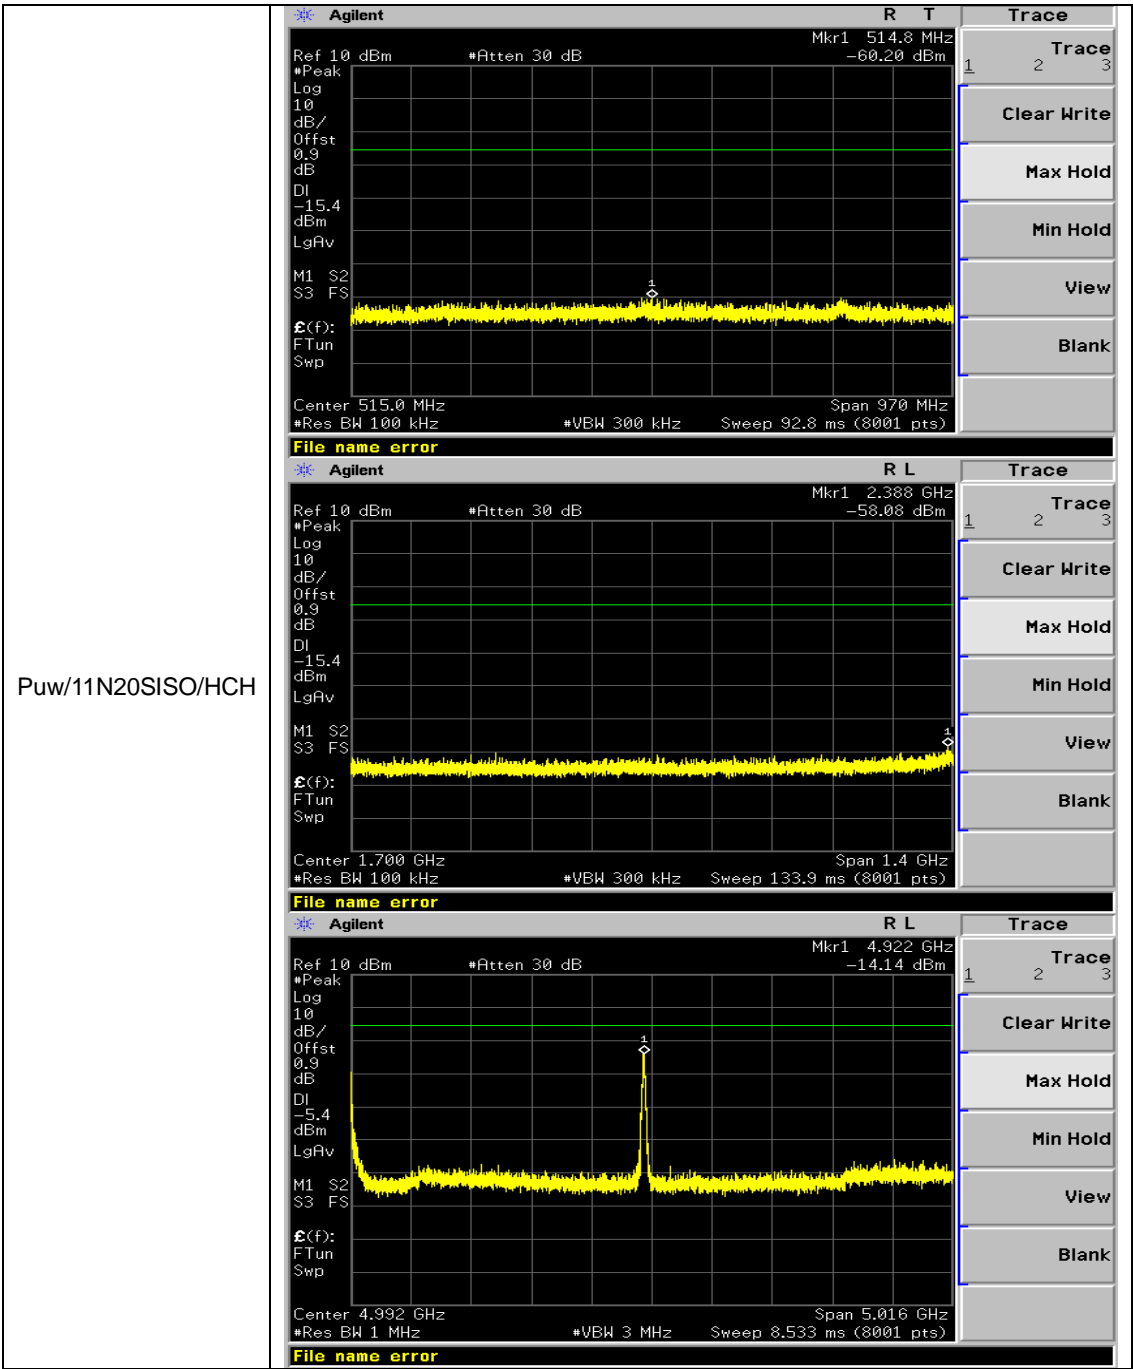 Puw/11N20SISO/HCH
Agilent R T Trace
Mkr1 514.8 MHz
Ref 10 dBm #Atten 30 dB -60.20 dBm
#Peak
Log
10
dB/
Offst
0.9
dB
DI
-15.4
dBm
LgAv
M1 S2
S3 FS
£(f):
FTun
Swp
1
Center 515.0 MHz Span 970 MHz
#Res BW 100 kHz #VBW 300 kHz Sweep 92.8 ms (8001 pts)
File name error
Trace
1 2 3
Clear Write
Max Hold
Min Hold
View
Blank
Agilent R L Trace
Mkr1 2.388 GHz
Ref 10 dBm #Atten 30 dB -58.08 dBm
#Peak
Log
10
dB/
Offst
0.9
dB
DI
-15.4
dBm
LgAv
M1 S2
S3 FS
£(f):
FTun
Swp
1
Center 1.700 GHz Span 1.4 GHz
#Res BW 100 kHz #VBW 300 kHz Sweep 133.9 ms (8001 pts)
File name error
Trace
1 2 3
Clear Write
Max Hold
Min Hold
View
Blank
Agilent R L Trace
Mkr1 4.922 GHz
Ref 10 dBm #Atten 30 dB -14.14 dBm
#Peak
Log
10
dB/
Offst
0.9
dB
DI
-5.4
dBm
LgAv
M1 S2
S3 FS
£(f):
FTun
Swp
1
Center 4.992 GHz Span 5.016 GHz
#Res BW 1 MHz #VBW 3 MHz Sweep 8.533 ms (8001 pts)
File name error
Trace
1 2 3
Clear Write
Max Hold
Min Hold
View
Blank